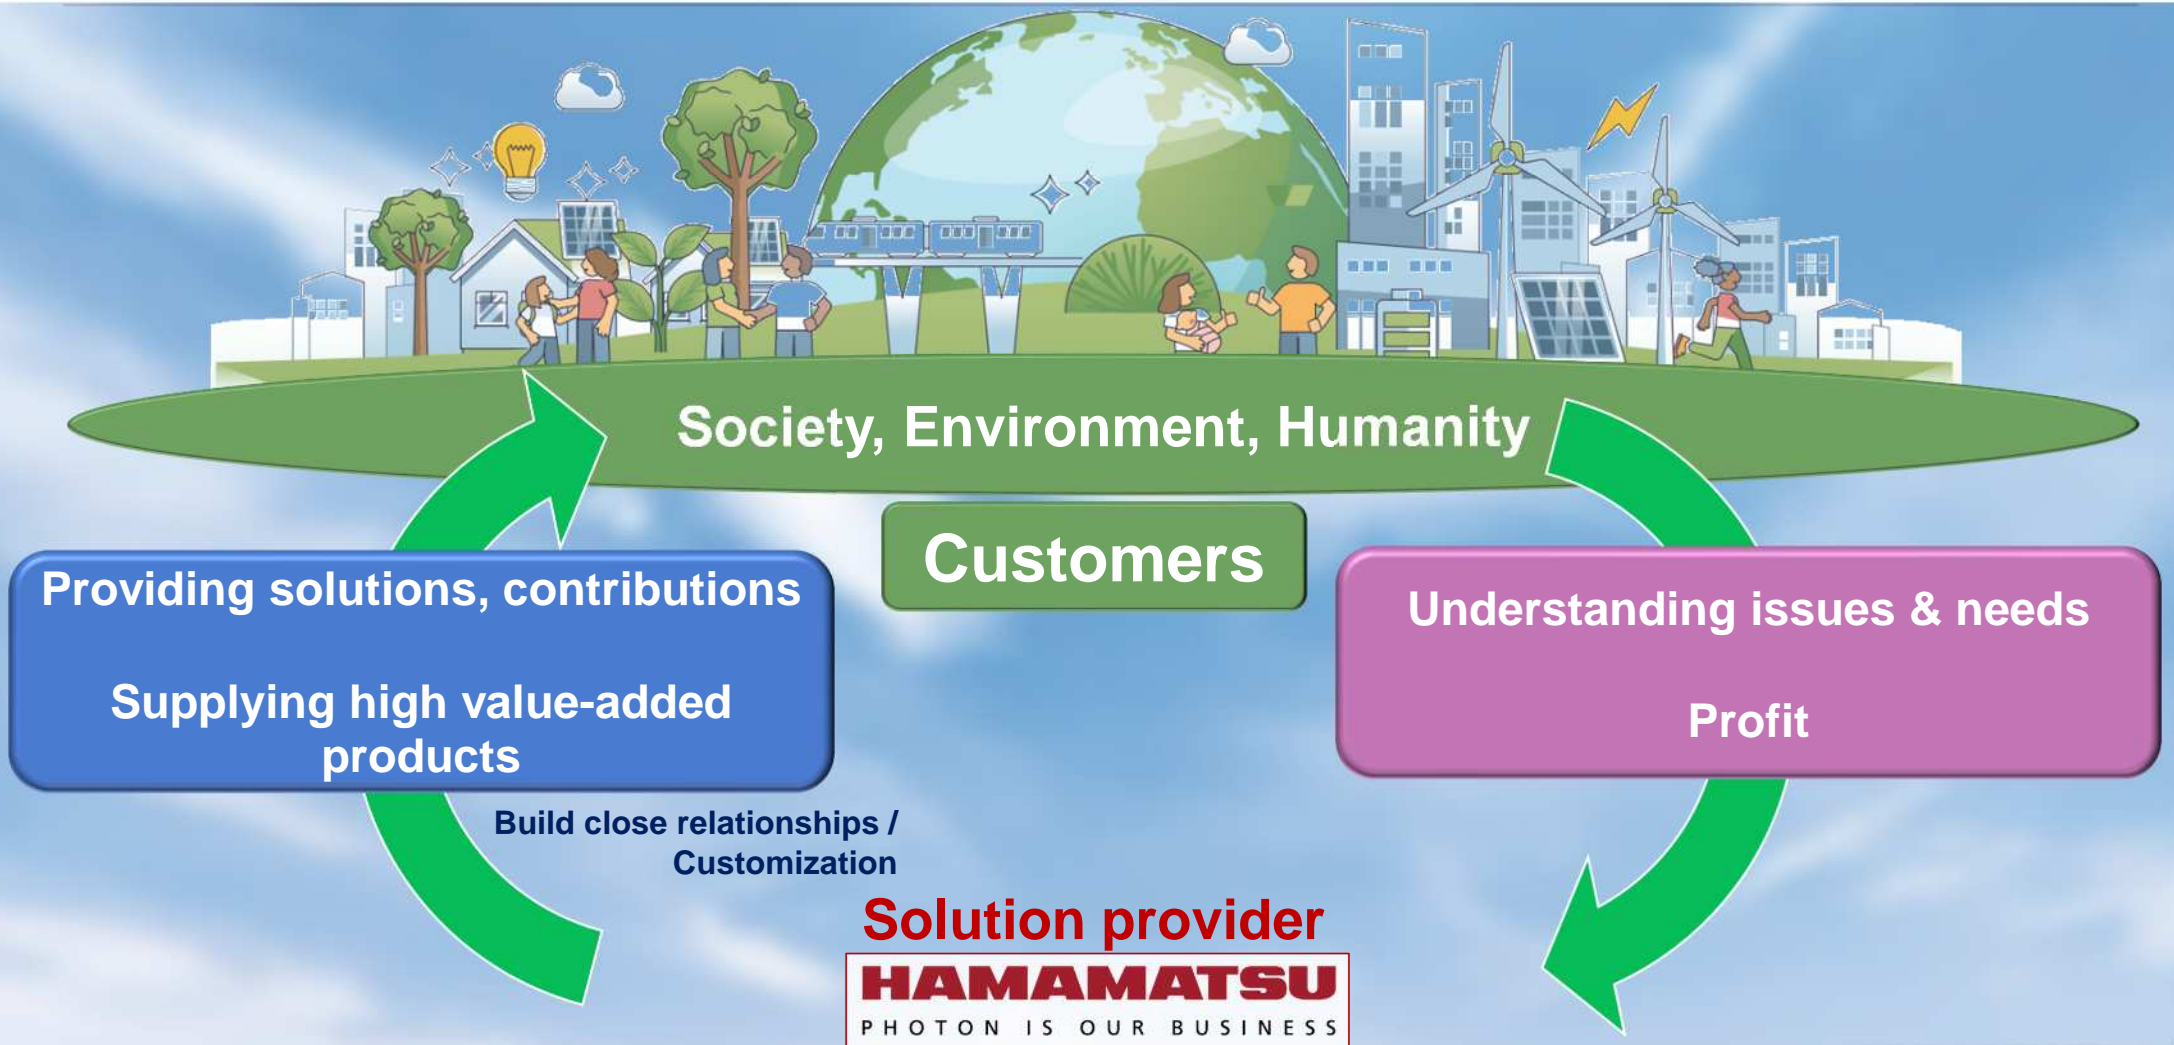 Society, Environment, Humanity
Customers
Providing solutions, contributions
Supplying high value-added
products
Understanding issues & needs
Profit
Build close relationships /
Customization
Solution provider
HAMAMATSU
PHOTON IS OUR BUSINESS